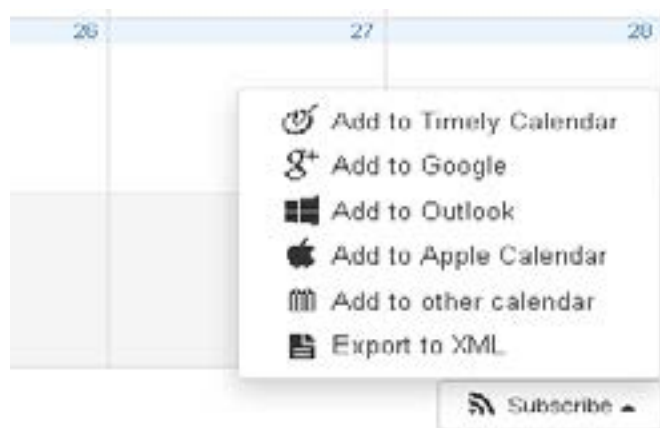 26 27 28
Add to Timely Calendar
Add to Google
Add to Outlook
Add to Apple Calendar
Add to other calendar
Export to XML
Subscribe